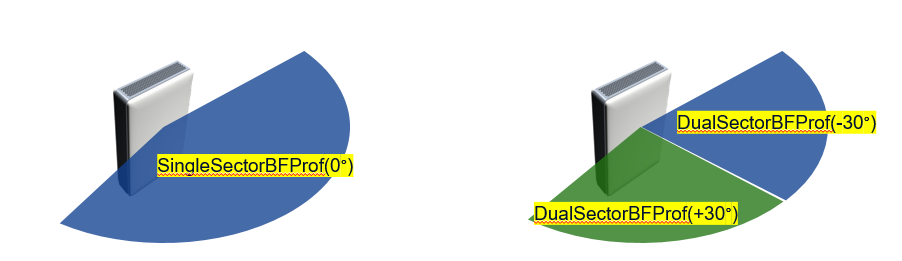 SingleSectorBFProf(0°)
DualSectorBFProf(-30°)
DualSectorBFProf(+30°)